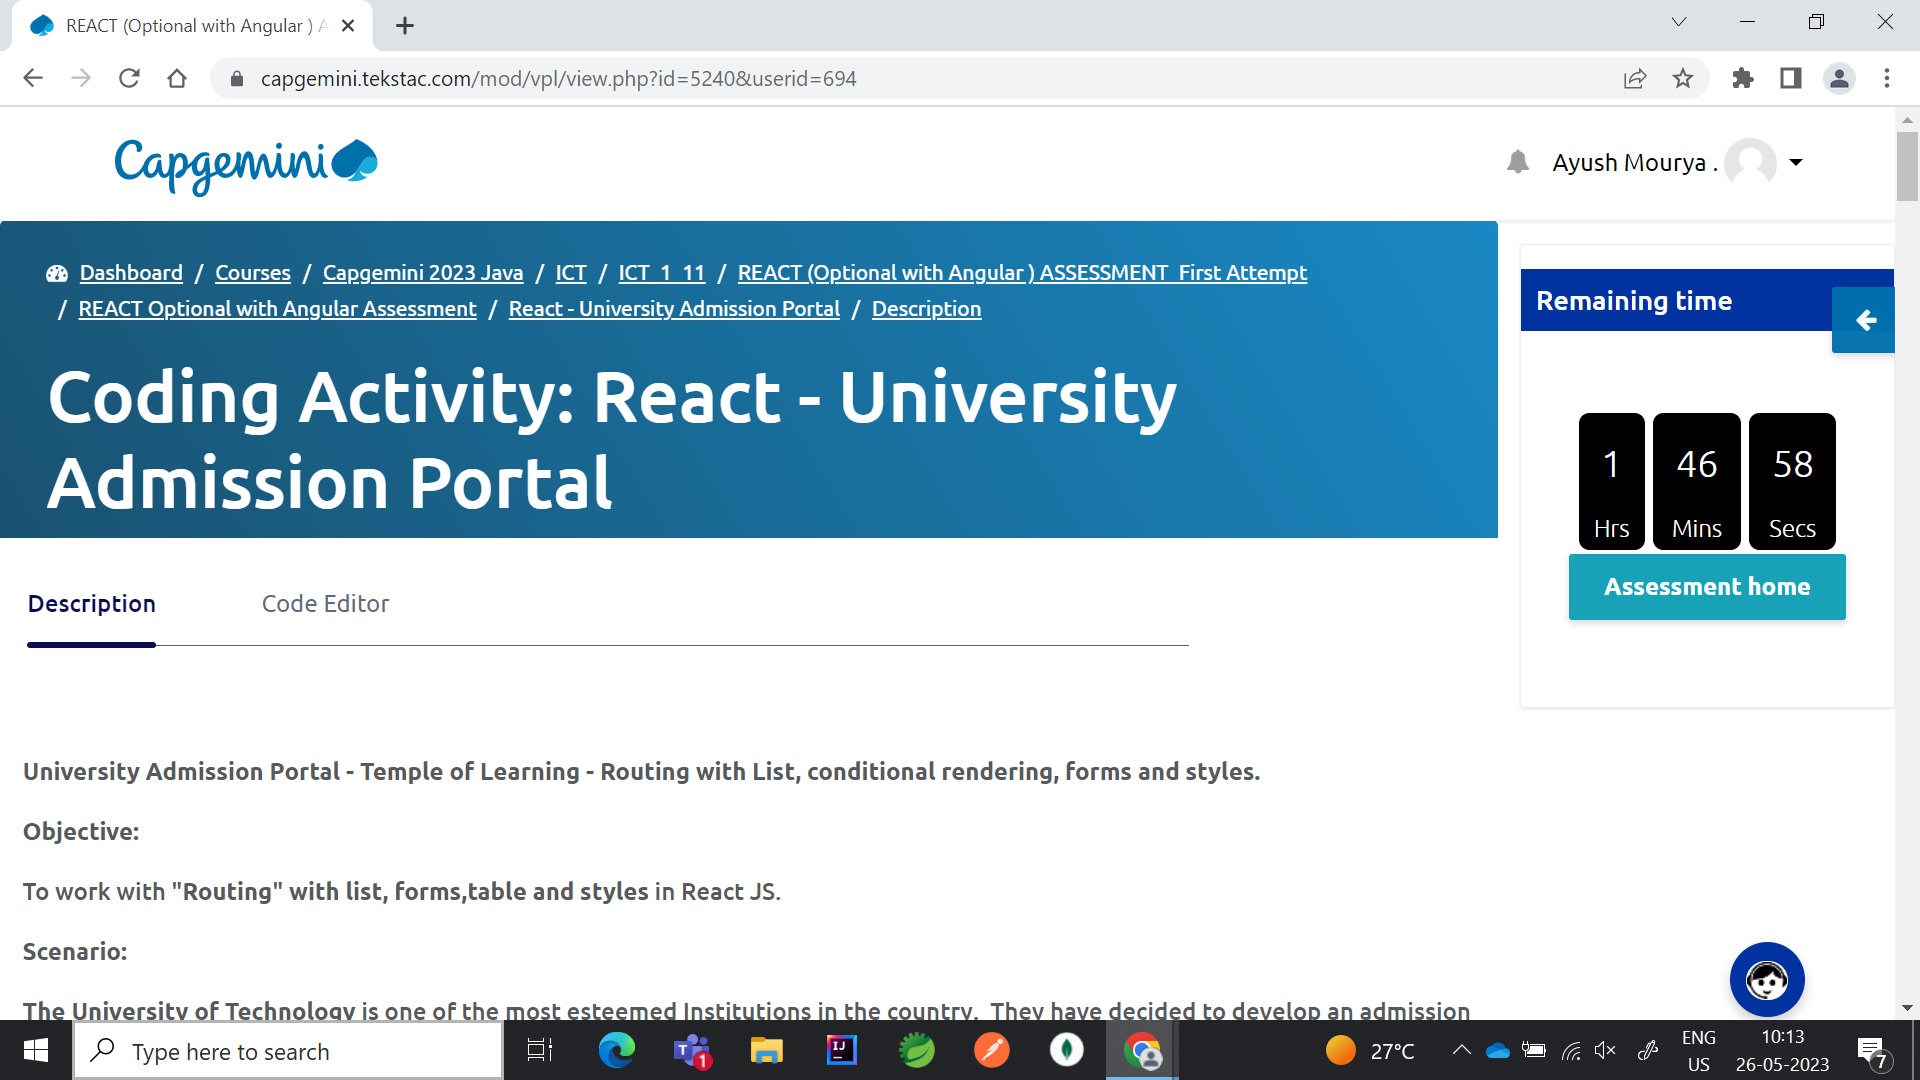 REACT (Optional with Angular ) A
capgemini.tekstac.com/mod/vpl/view.php?id=5240&userid=694
Capgemini
Ayush Mourya .
Dashboard / Courses / Capgemini 2023 Java / ICT / ICT_1_11 / REACT (Optional with Angular ) ASSESSMENT_First Attempt
/ REACT Optional with Angular Assessment / React - University Admission Portal / Description
Coding Activity: React - University
Admission Portal
Remaining time
1 46 58
Hrs Mins Secs
Assessment home
Description Code Editor
University Admission Portal - Temple of Learning - Routing with List, conditional rendering, forms and styles.
Objective:
To work with "Routing" with list, forms,table and styles in React JS.
Scenario:
The University of Technology is one of the most esteemed Institutions in the country. They have decided to develop an admission
Type here to search
1
IJ
27°C
ENG
US
10:13
26-05-2023
7